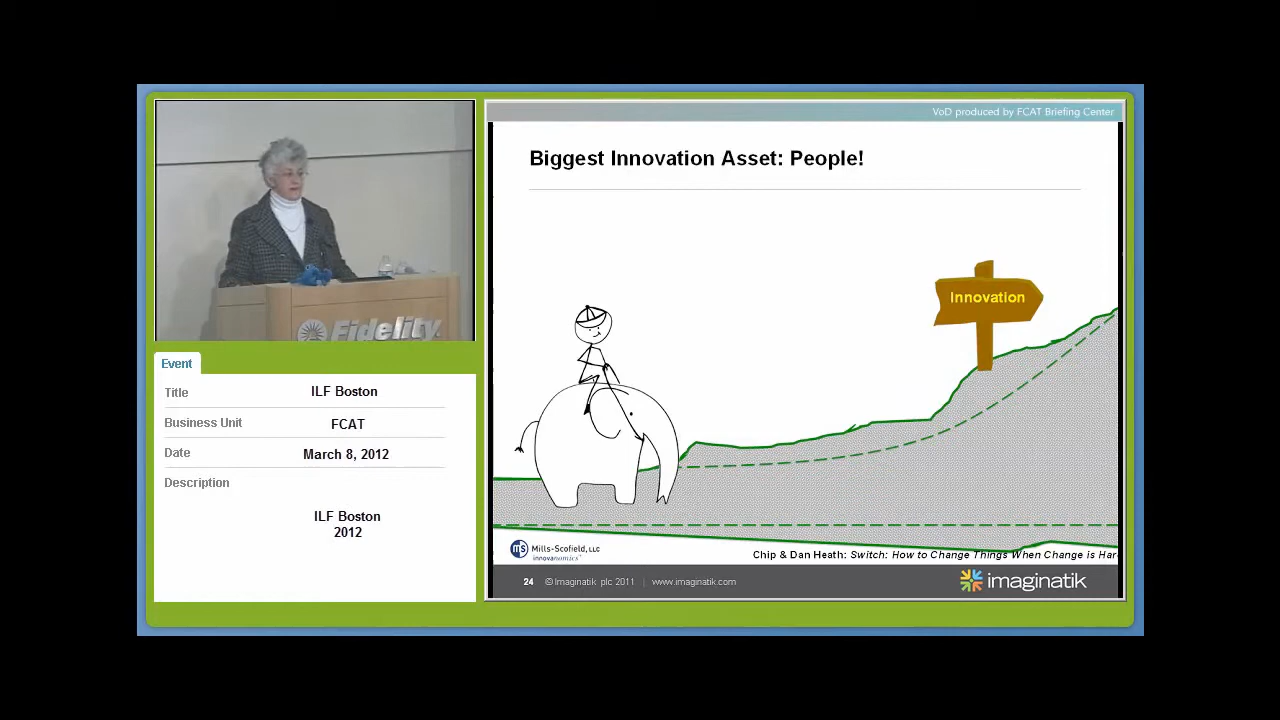 VoD produced by FCAT Briefing Center
Biggest Innovation Asset: People!
Innovation
Fidelity
Event
Title ILF Boston
Business Unit FCAT
Date March 8, 2012
Description
ILF Boston
2012
MS Mills-Scofield, LLC
innovanomics™
Chip & Dan Heath: Switch: How to Change Things When Change is Har
24 © Imaginatik plc 2011 | www.imaginatik.com
imaginatik